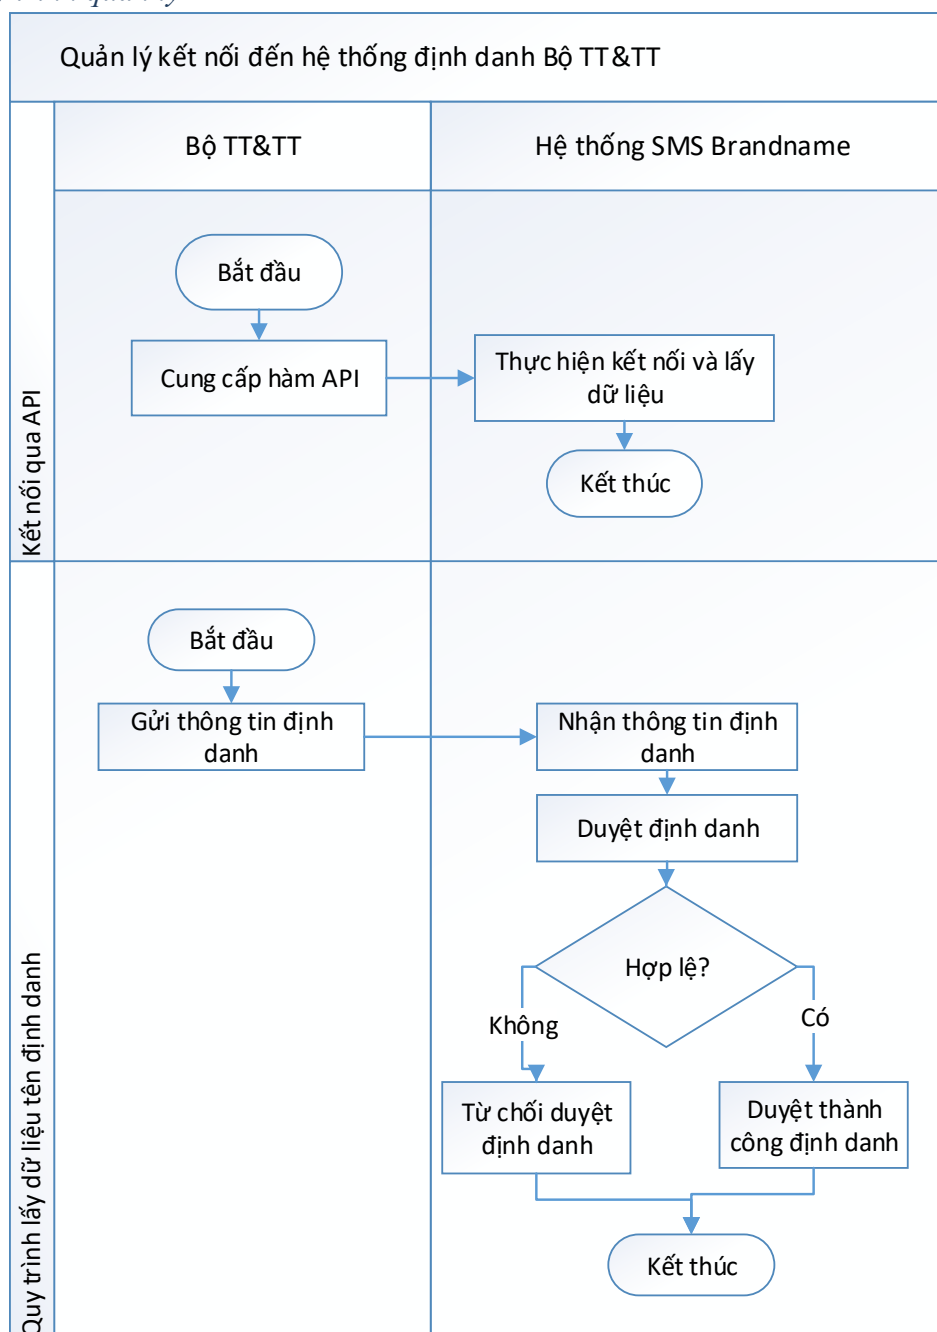 Quản lý kết nối đến hệ thống định danh Bộ TT&TT
Bộ TT&TT
Hệ thống SMS Brandname
Kết nối qua API
Bắt đầu
Cung cấp hàm API
Thực hiện kết nối và lấy
dữ liệu
Kết thúc
Quy trình lấy dữ liệu tên định danh
Bắt đầu
Gửi thông tin định
danh
Nhận thông tin định
danh
Duyệt định danh
Hợp lệ?
Không
Có
Từ chối duyệt
định danh
Duyệt thành
công định danh
Kết thúc